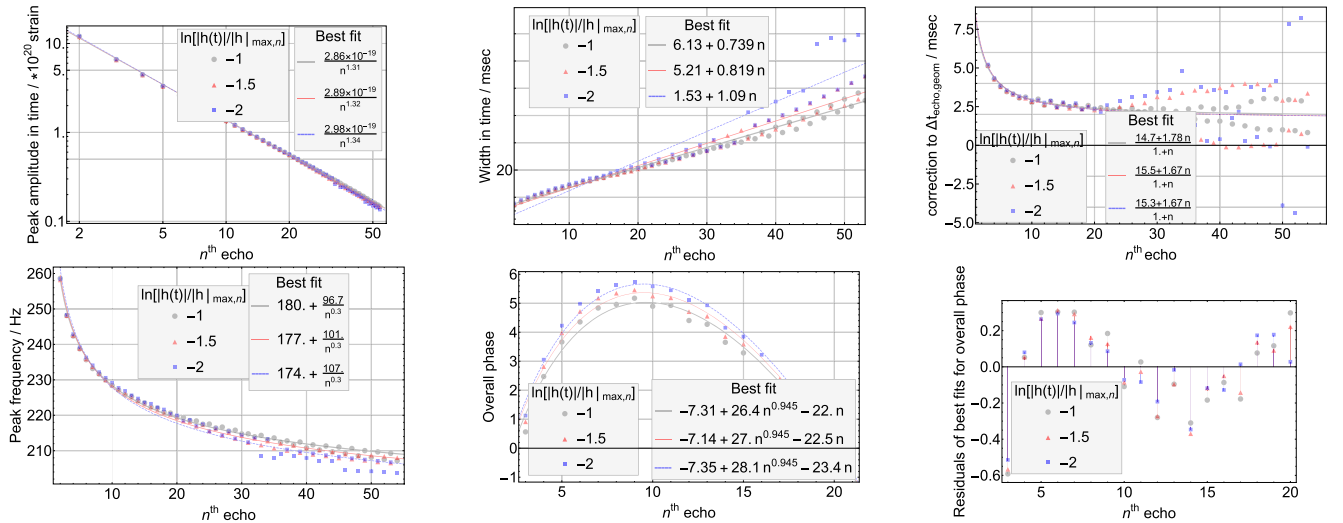 Peak amplitude in time / *10^20 strain
10
5.
1.
0.5
0.1
2
5
10
20
50
n^th echo
ln[|h(t)|/|h|max,n]
−1
−1.5
−2
Best fit
2.86×10^-19
n^1.31
2.89×10^-19
n^1.32
2.98×10^-19
n^1.34
Width in time / msec
20
10
20
30
40
50
n^th echo
ln[|h(t)|/|h|max,n]
−1
−1.5
−2
Best fit
6.13 + 0.739 n
5.21 + 0.819 n
1.53 + 1.09 n
correction to Δt_echo,geom / msec
7.5
5.0
2.5
0
−2.5
−5.0
10
20
30
40
50
n^th echo
ln[|h(t)|/|h|max,n]
−1
−1.5
−2
Best fit
14.7+1.78 n
1.+n
15.5+1.67 n
1.+n
15.3+1.67 n
1.+n
Peak frequency / Hz
260
250
240
230
220
210
10
20
30
40
50
n^th echo
ln[|h(t)|/|h|max,n]
−1
−1.5
−2
Best fit
180. + 96.7/n^0.3
177. + 101./n^0.3
174. + 107/n^0.3
Overall phase
6
5
4
3
2
1
0
−1
5
10
15
20
n^th echo
ln[|h(t)|/|h|max,n]
−1
−1.5
−2
Best fit
−7.31 + 26.4 n^0.945 − 22. n
−7.14 + 27. n^0.945 − 22.5 n
−7.35 + 28.1 n^0.945 − 23.4 n
Residuals of best fits for overall phase
0.2
0.0
−0.2
−0.4
−0.6
5
10
15
20
n^th echo
ln[|h(t)|/|h|max,n]
−1
−1.5
−2